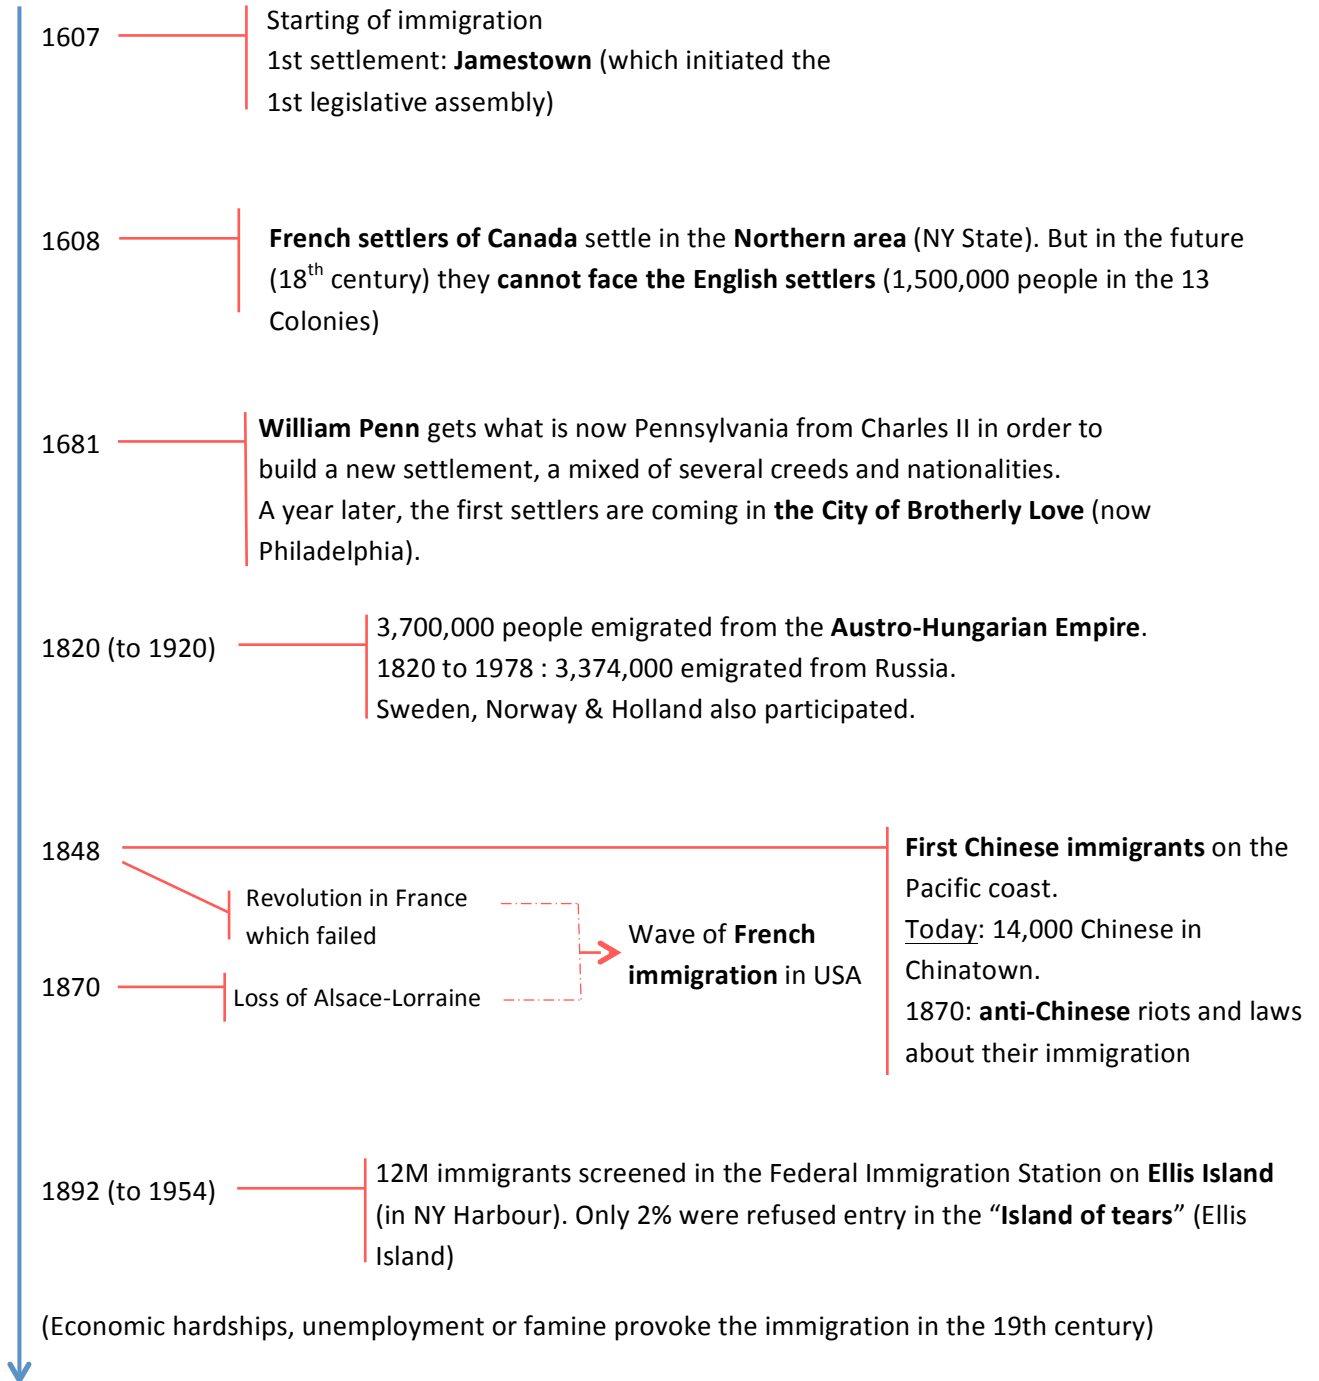 1607
Starting of immigration
1st settlement: Jamestown (which initiated the
1st legislative assembly)
1608
French settlers of Canada settle in the Northern area (NY State). But in the future
(18th century) they cannot face the English settlers (1,500,000 people in the 13
Colonies)
1681
William Penn gets what is now Pennsylvania from Charles II in order to
build a new settlement, a mixed of several creeds and nationalities.
A year later, the first settlers are coming in the City of Brotherly Love (now
Philadelphia).
1820 (to 1920)
3,700,000 people emigrated from the Austro-Hungarian Empire.
1820 to 1978 : 3,374,000 emigrated from Russia.
Sweden, Norway & Holland also participated.
1848
Revolution in France
which failed
1870
Loss of Alsace-Lorraine
Wave of French
immigration in USA
First Chinese immigrants on the
Pacific coast.
Today: 14,000 Chinese in
Chinatown.
1870: anti-Chinese riots and laws
about their immigration
1892 (to 1954)
12M immigrants screened in the Federal Immigration Station on Ellis Island
(in NY Harbour). Only 2% were refused entry in the “Island of tears” (Ellis
Island)
(Economic hardships, unemployment or famine provoke the immigration in the 19th century)